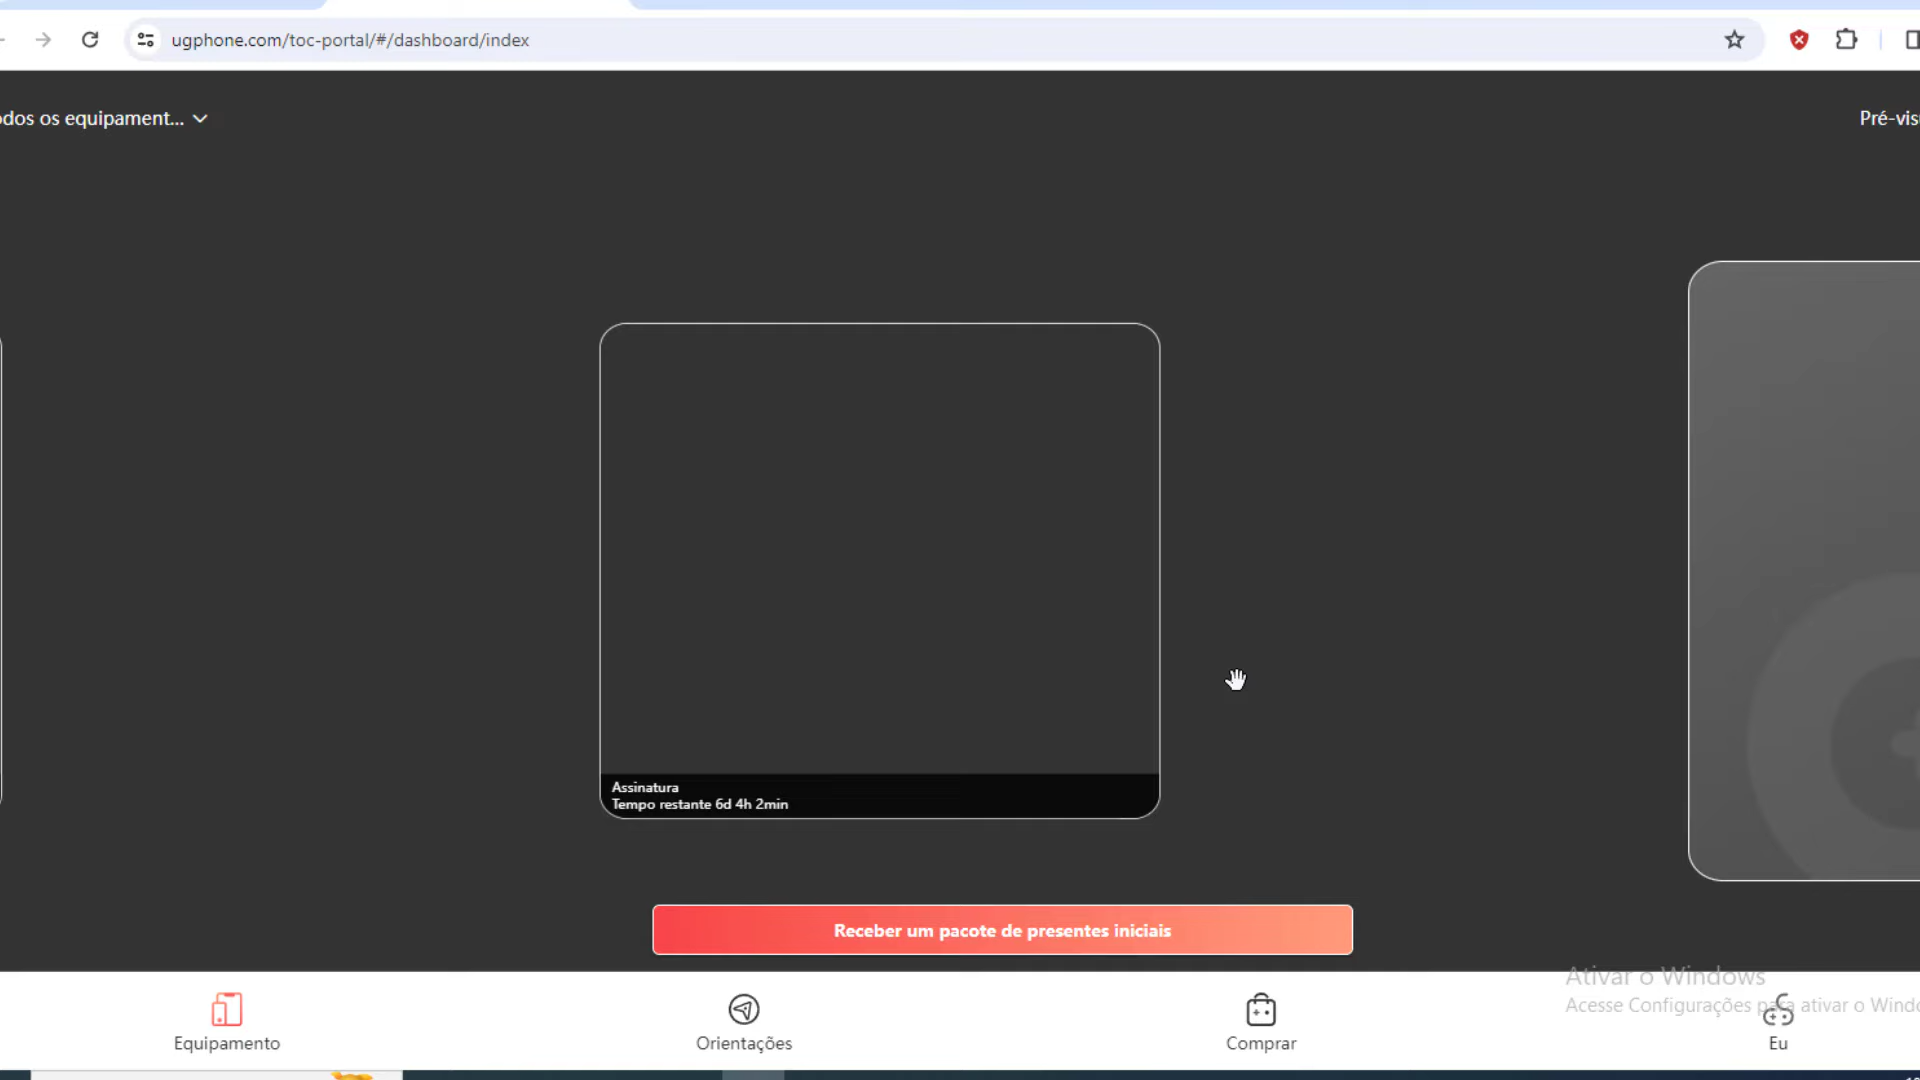 ugphone.com/toc-portal/#/dashboard/index
odos os equipament...
Pré-vis
Assinatura
Tempo restante 6d 4h 2min
Receber um pacote de presentes iniciais
Ativar o Windows
Acesse Configurações para ativar o Windo
Equipamento
Orientações
Comprar
Eu